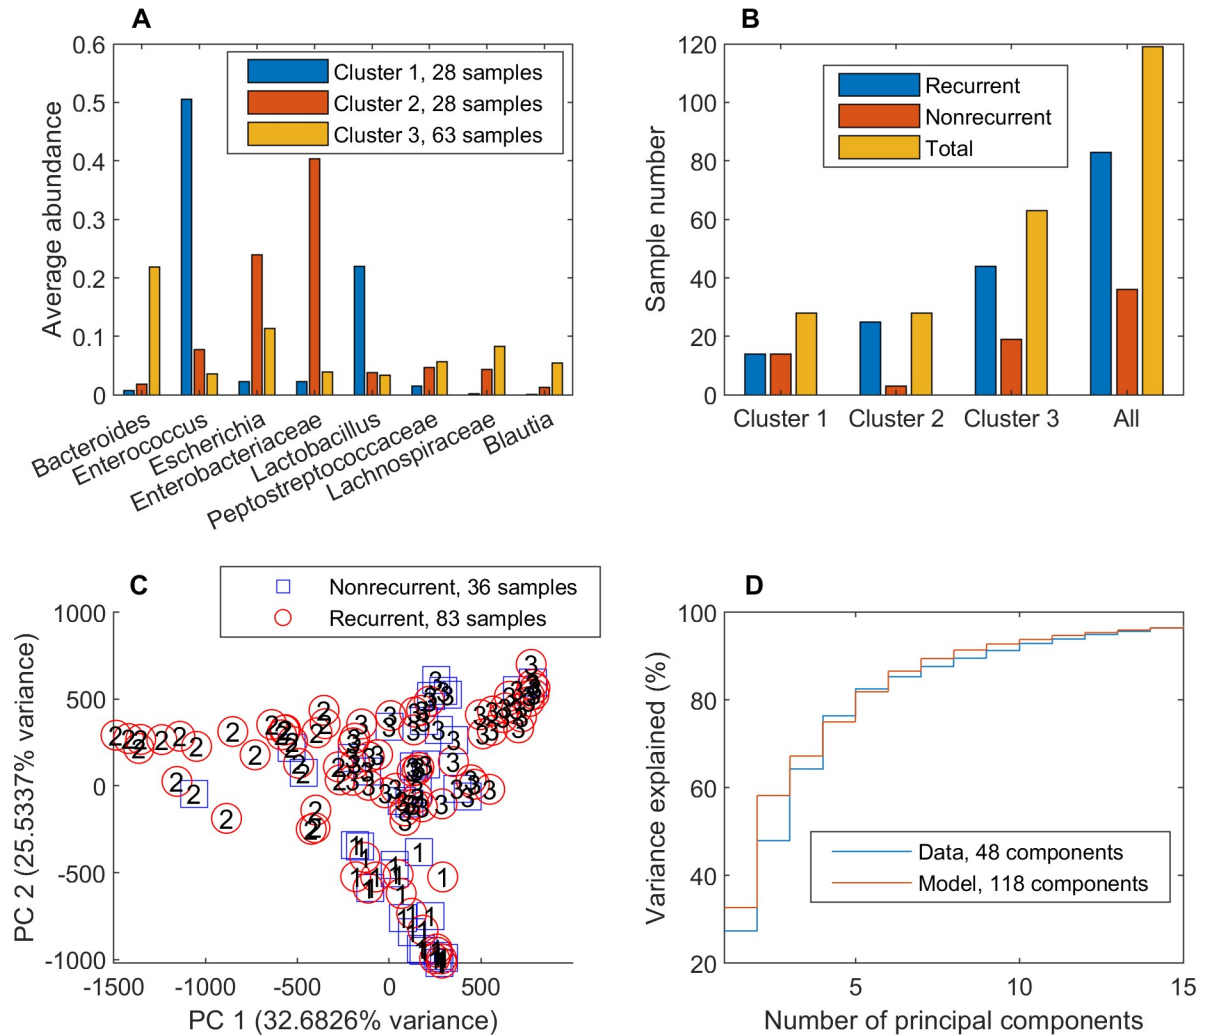 A
0.6
0.5
0.4
0.3
0.2
0.1
0
Average abundance
Cluster 1, 28 samples
Cluster 2, 28 samples
Cluster 3, 63 samples
Bacteroides
Enterococcus
Escherichia
Enterobacteriaceae
Lactobacillus
Peptostreptococcaceae
Lachnospiraceae
Blautia
B
120
100
80
60
40
20
0
Sample number
Recurrent
Nonrecurrent
Total
Cluster 1
Cluster 2
Cluster 3
All
C
Nonrecurrent, 36 samples
Recurrent, 83 samples
1000
500
0
-500
-1000
PC 2 (25.5337% variance)
-1500
-1000
-500
0
500
PC 1 (32.6826% variance)
D
100
80
60
40
20
Variance explained (%)
Data, 48 components
Model, 118 components
5
10
15
Number of principal components